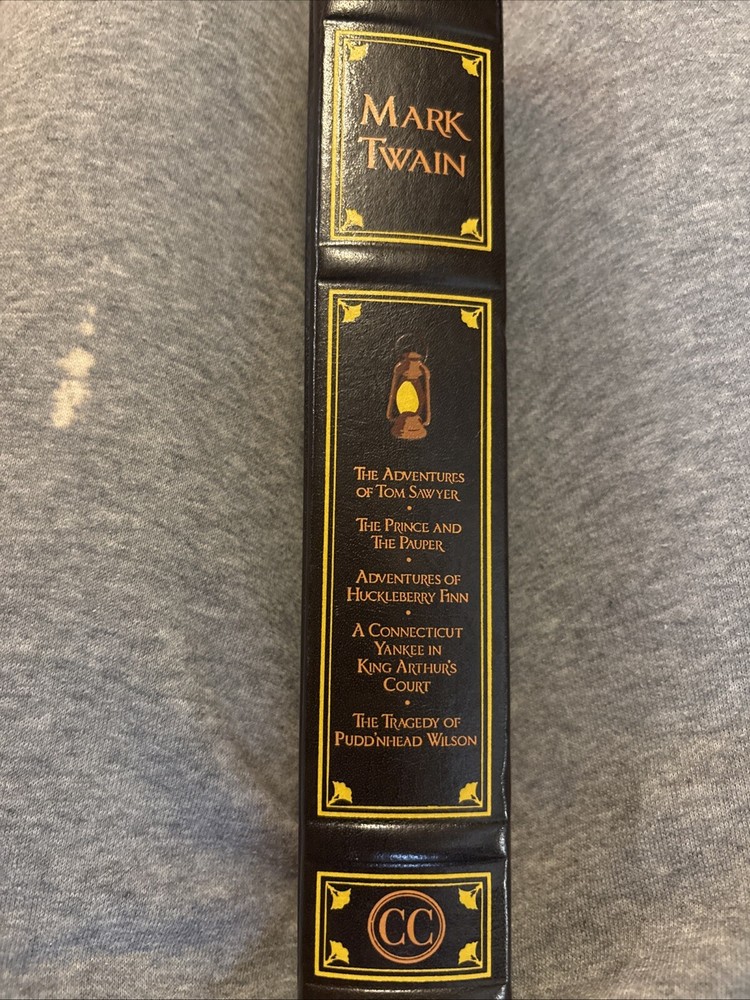 MARK
TWAIN
THE ADVENTURES
OF TOM SAWYER
•
THE PRINCE AND
THE PAUPER
•
ADVENTURES OF
HUCKLEBERRY FINN
•
A CONNECTICUT
YANKEE IN
KING ARTHUR'S
COURT
•
THE TRAGEDY OF
PUDD'NHEAD WILSON
CC